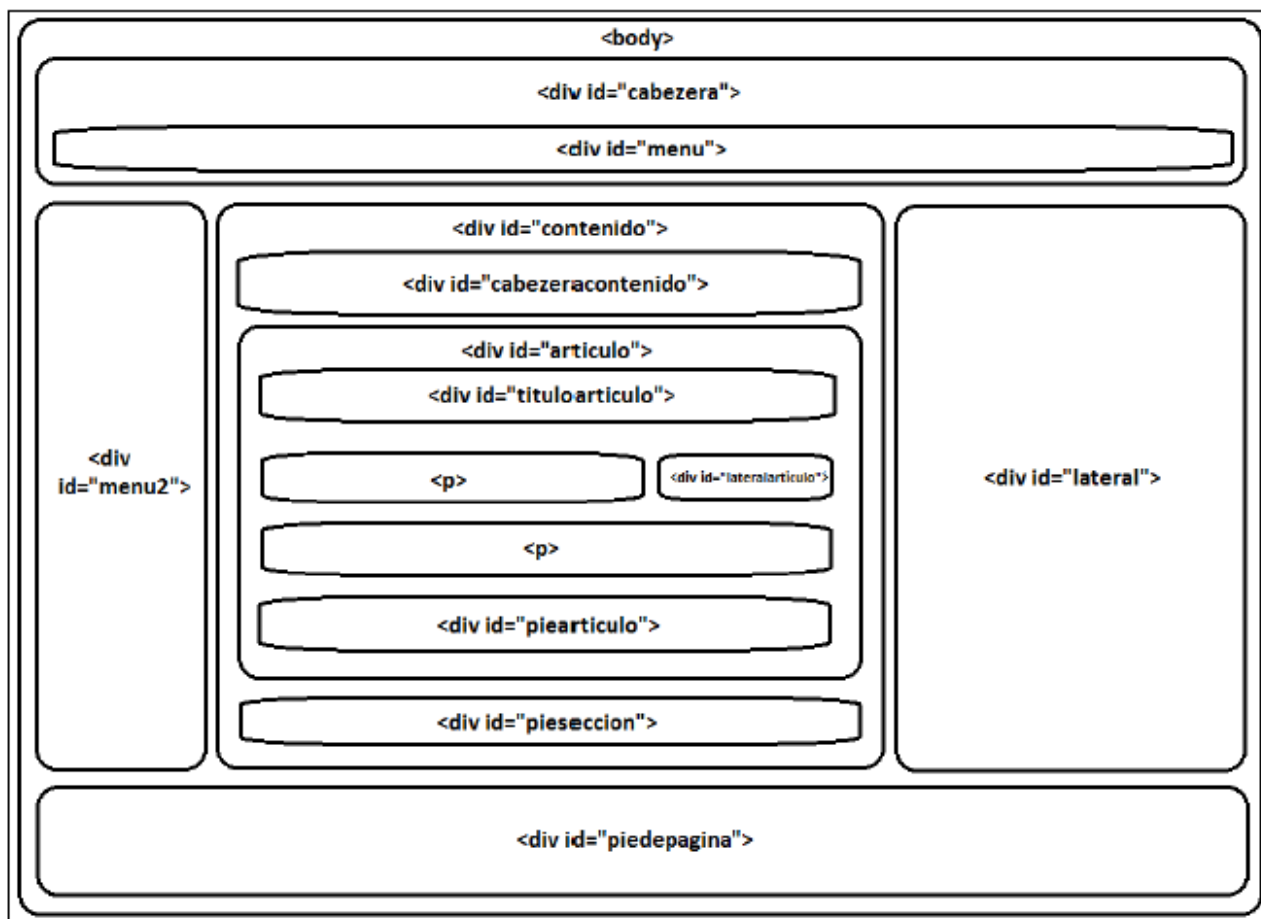 <body>
<div id="cabezera">
<div id="menu">
<div id="contenido">
<div id="cabezeracontenido">
<div id="articulo">
<div id="tituloarticulo">
<div
id="menu2">
<p>
<div id="lateralarticulo">
<div id="lateral">
<p>
<div id="piearticulo">
<div id="pieseccion">
<div id="piedepagina">